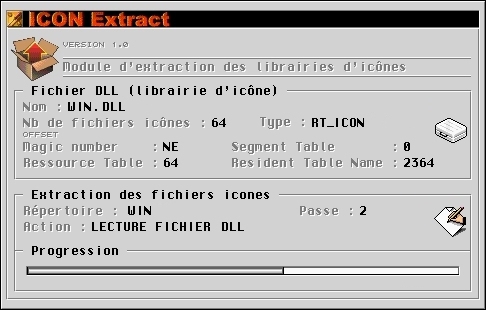 ICON Extract
VERSION 1.0
Module d'extraction des librairies d'icônes
Fichier DLL (librairie d'icône)
Nom : WIN.DLL
Nb de fichiers icônes : 64 Type : RT_ICON
OFFSET
Magic number : NE Segment Table : 0
Ressource Table : 64 Resident Table Name : 2364
Extraction des fichiers icones
Répertoire : WIN Passe : 2
Action : LECTURE FICHIER DLL
Progression